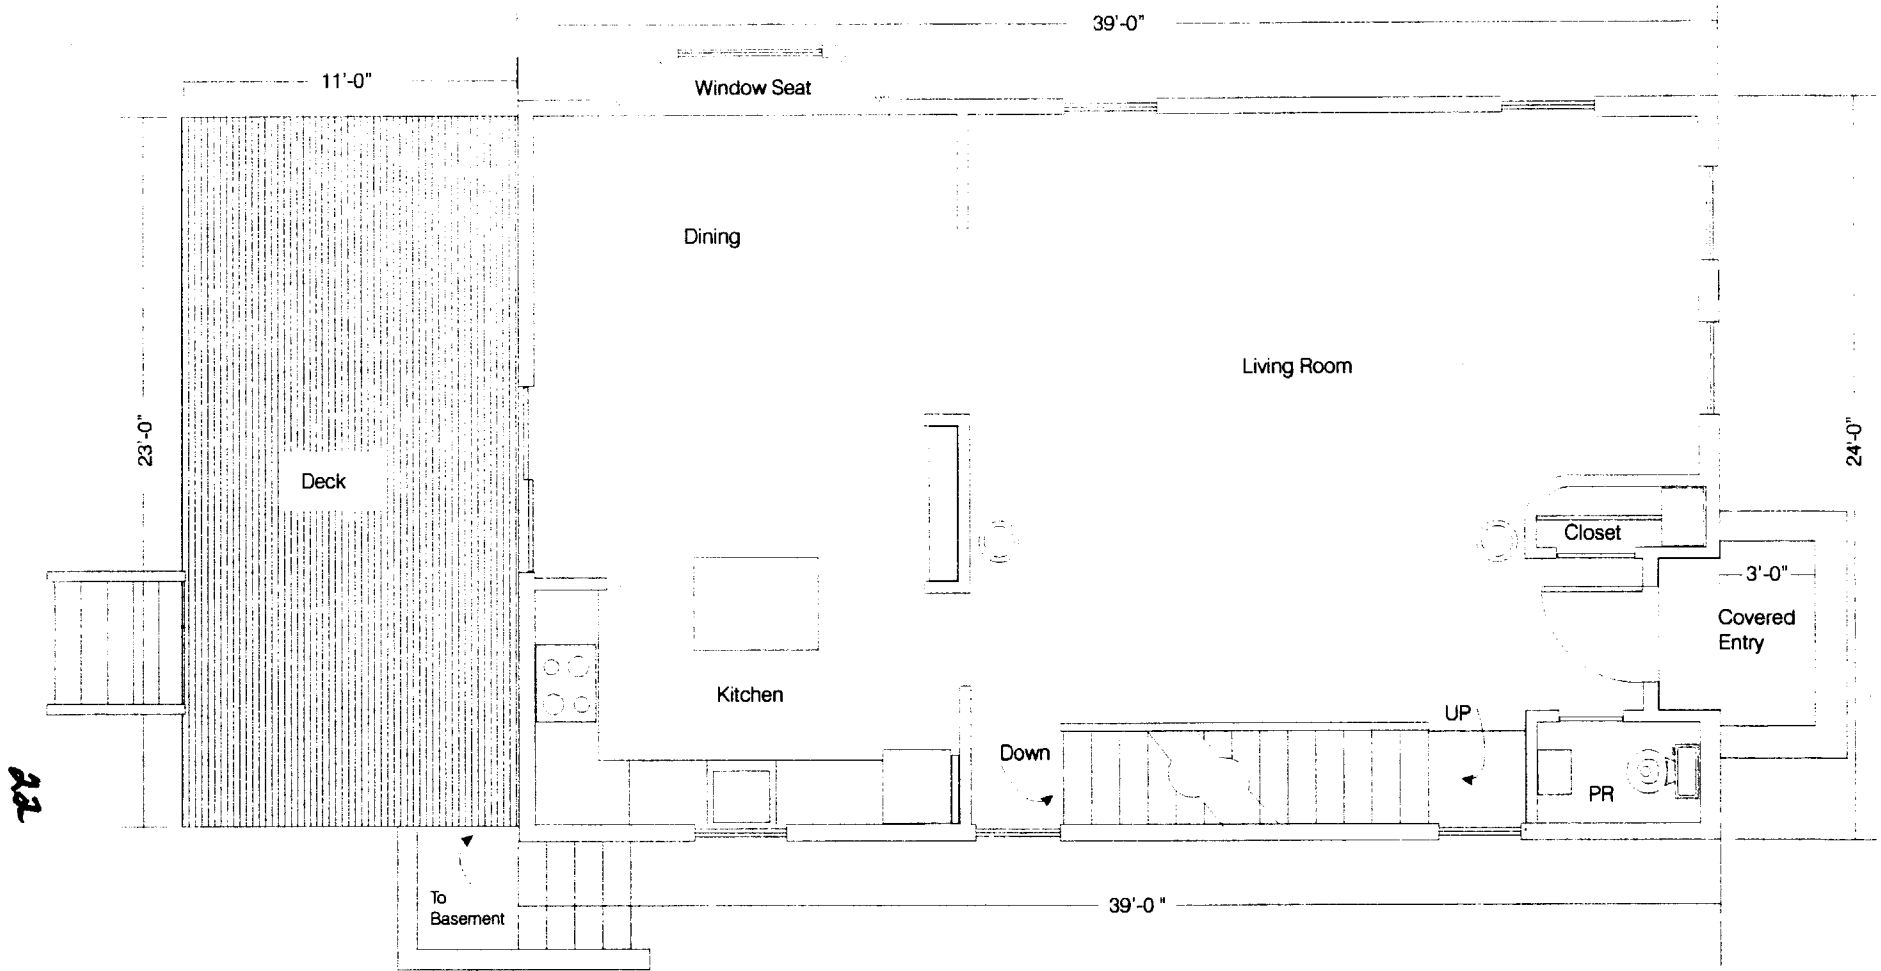 39'-0"
11'-0"
Window Seat
Dining
Living Room
23'-0"
24'-0"
Deck
Closet
3'-0"
Covered
Entry
Kitchen
UP
Down
PR
22
To
Basement
39'-0 "